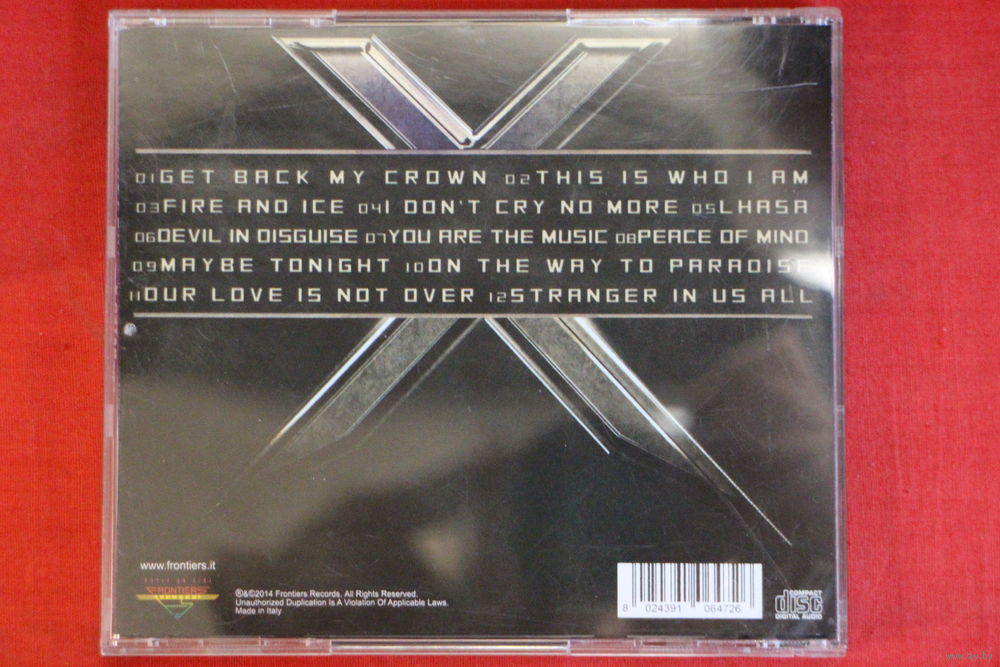 01GET BACK MY CROWN 02THIS IS WHO I AM
03FIRE AND ICE 04I DON'T CRY NO MORE 05LHASA
06DEVIL IN DISGUISE 07YOU ARE THE MUSIC 08PEACE OF MIND
09MAYBE TONIGHT 10ON THE WAY TO PARADISE
11OUR LOVE IS NOT OVER 12STRANGER IN US ALL
www.frontiers.it
FRONTIERS
RECORDS
℗&©2014 Frontiers Records. All Rights Reserved.
Unauthorized Duplication Is A Violation Of Applicable Laws.
Made in Italy
8 024391 064726
COMPACT
disc
DIGITAL AUDIO